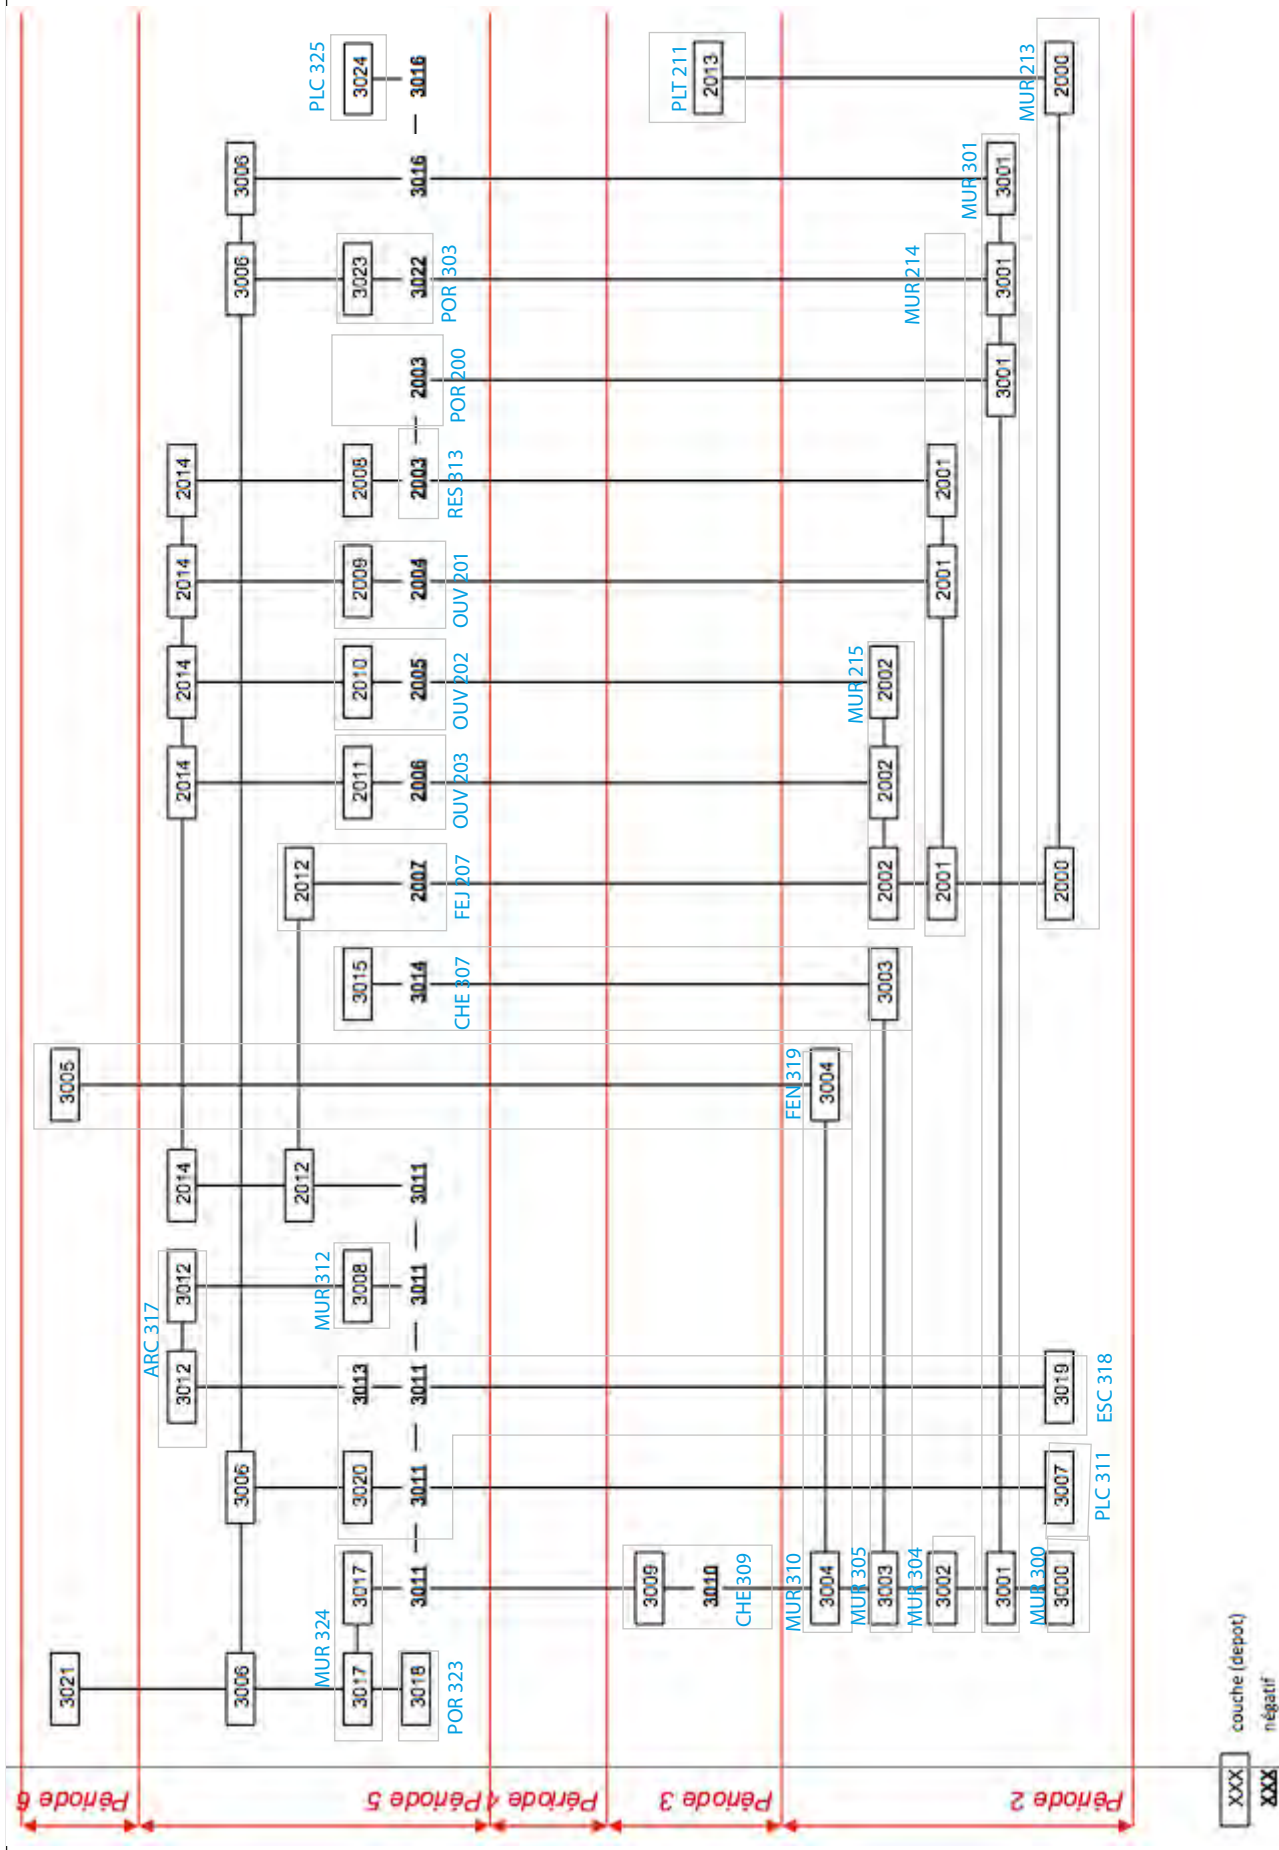 Période 6
3021 3005
Période 5
ARC 317
3012 3012 2014 2014 2014 2014 2014
3006 3006 3006 3006
2012 2012
MUR 324 MUR 312 PLC 325
3017 3017 3020 3013 3008 3015 2011 2010 2009 2008 3023 3024
3018 3011 3011 3011 3011 3011 3014 2007 2006 2005 2004 2003 2003 3022 3016 3016
POR 323 CHE 307 FEJ 207 OUV 203 OUV 202 OUV 201 RES 313 POR 200 POR 303
Période 4
Période 3
3009 PLT 211
3010 2013
CHE 309
Période 2
MUR 310 FEN 319
3004 3004
MUR 305 MUR 215
3003 3003 2002 2002 2002
MUR 304 MUR 214
3002 2001 2001 2001
MUR 301
3001 3001 3001 3001
MUR 300 MUR 213
3000 3007 3019 2000 2000
PLC 311 ESC 318
XXX couche (depot)
XXX négatif